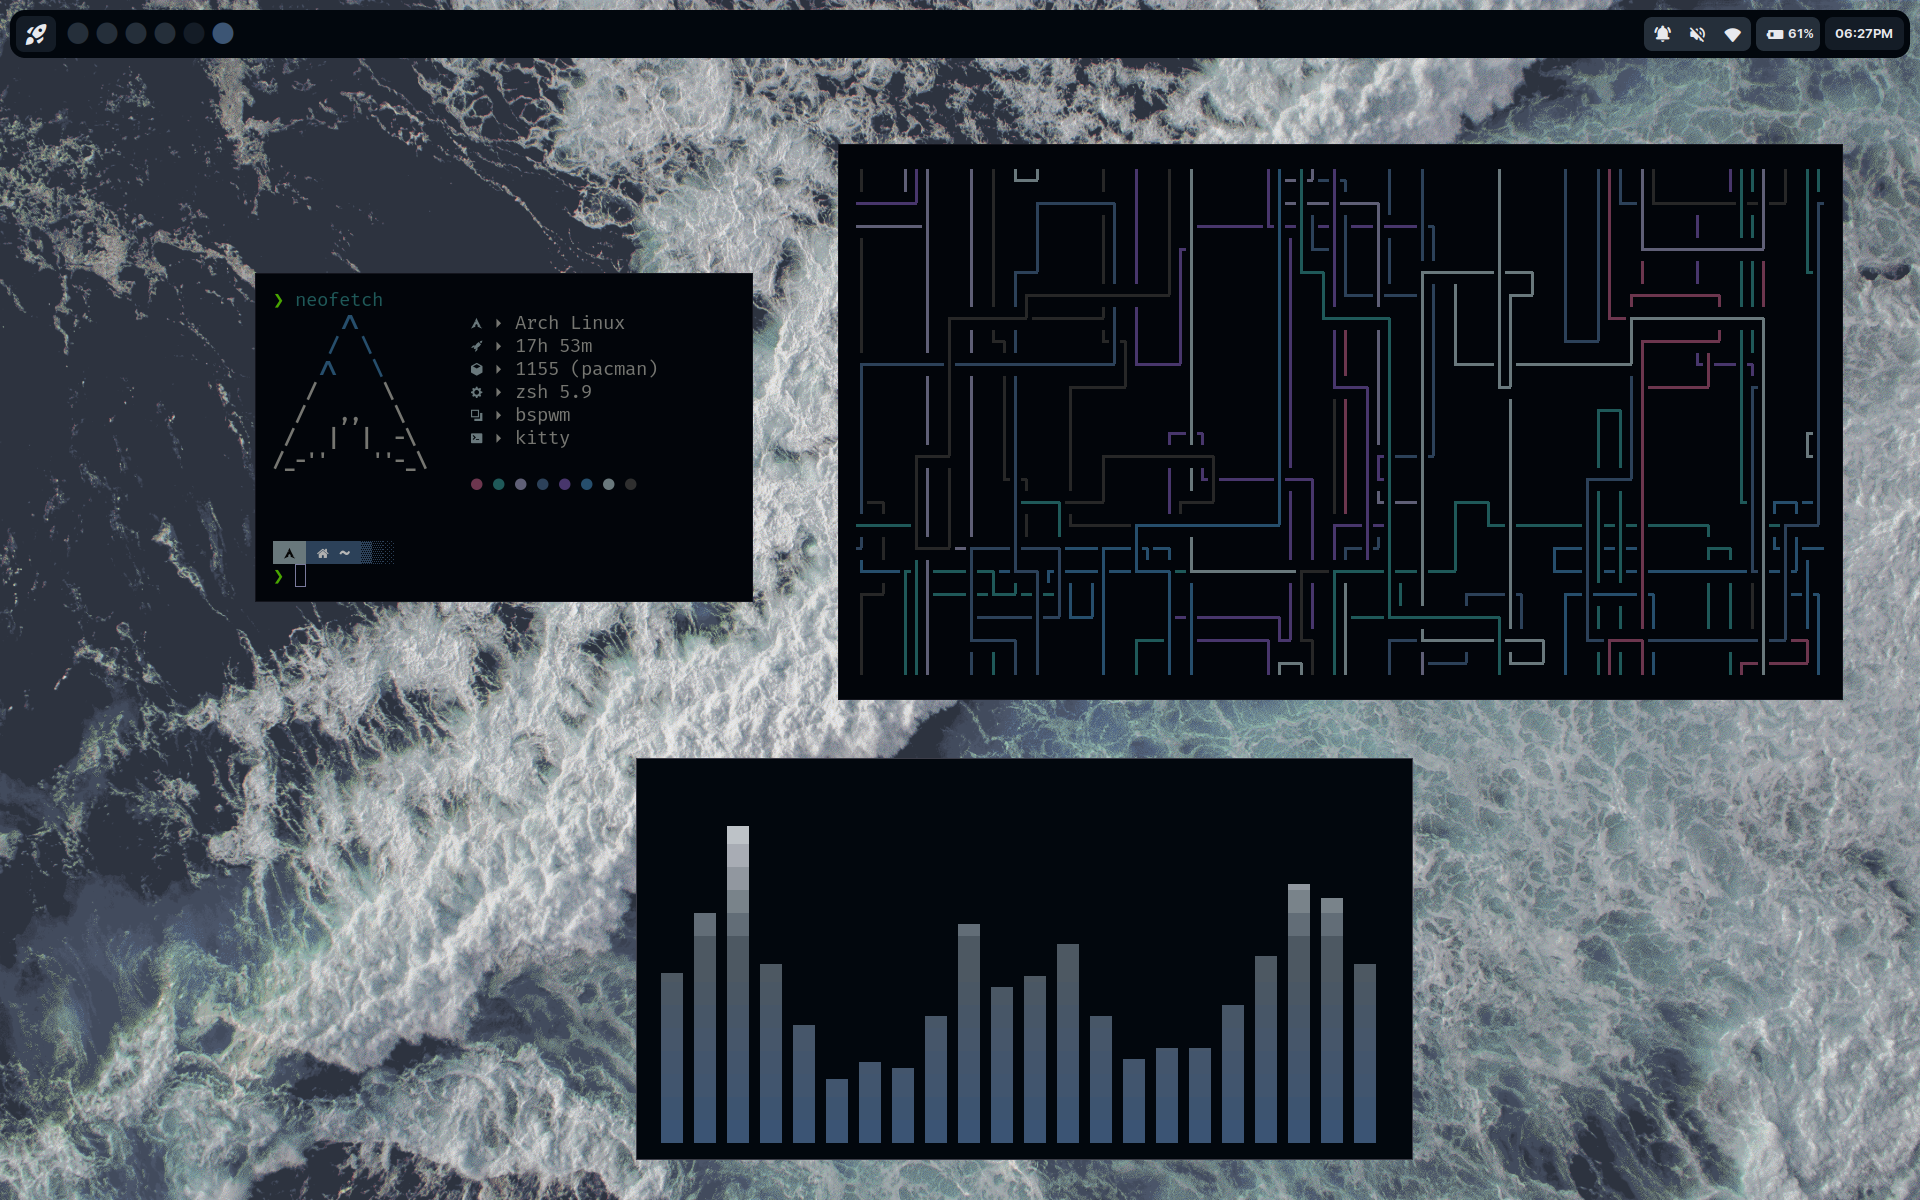 61%
06:27PM
❯ neofetch
Arch Linux
17h 53m
1155 (pacman)
zsh 5.9
bspwm
kitty
~
❯